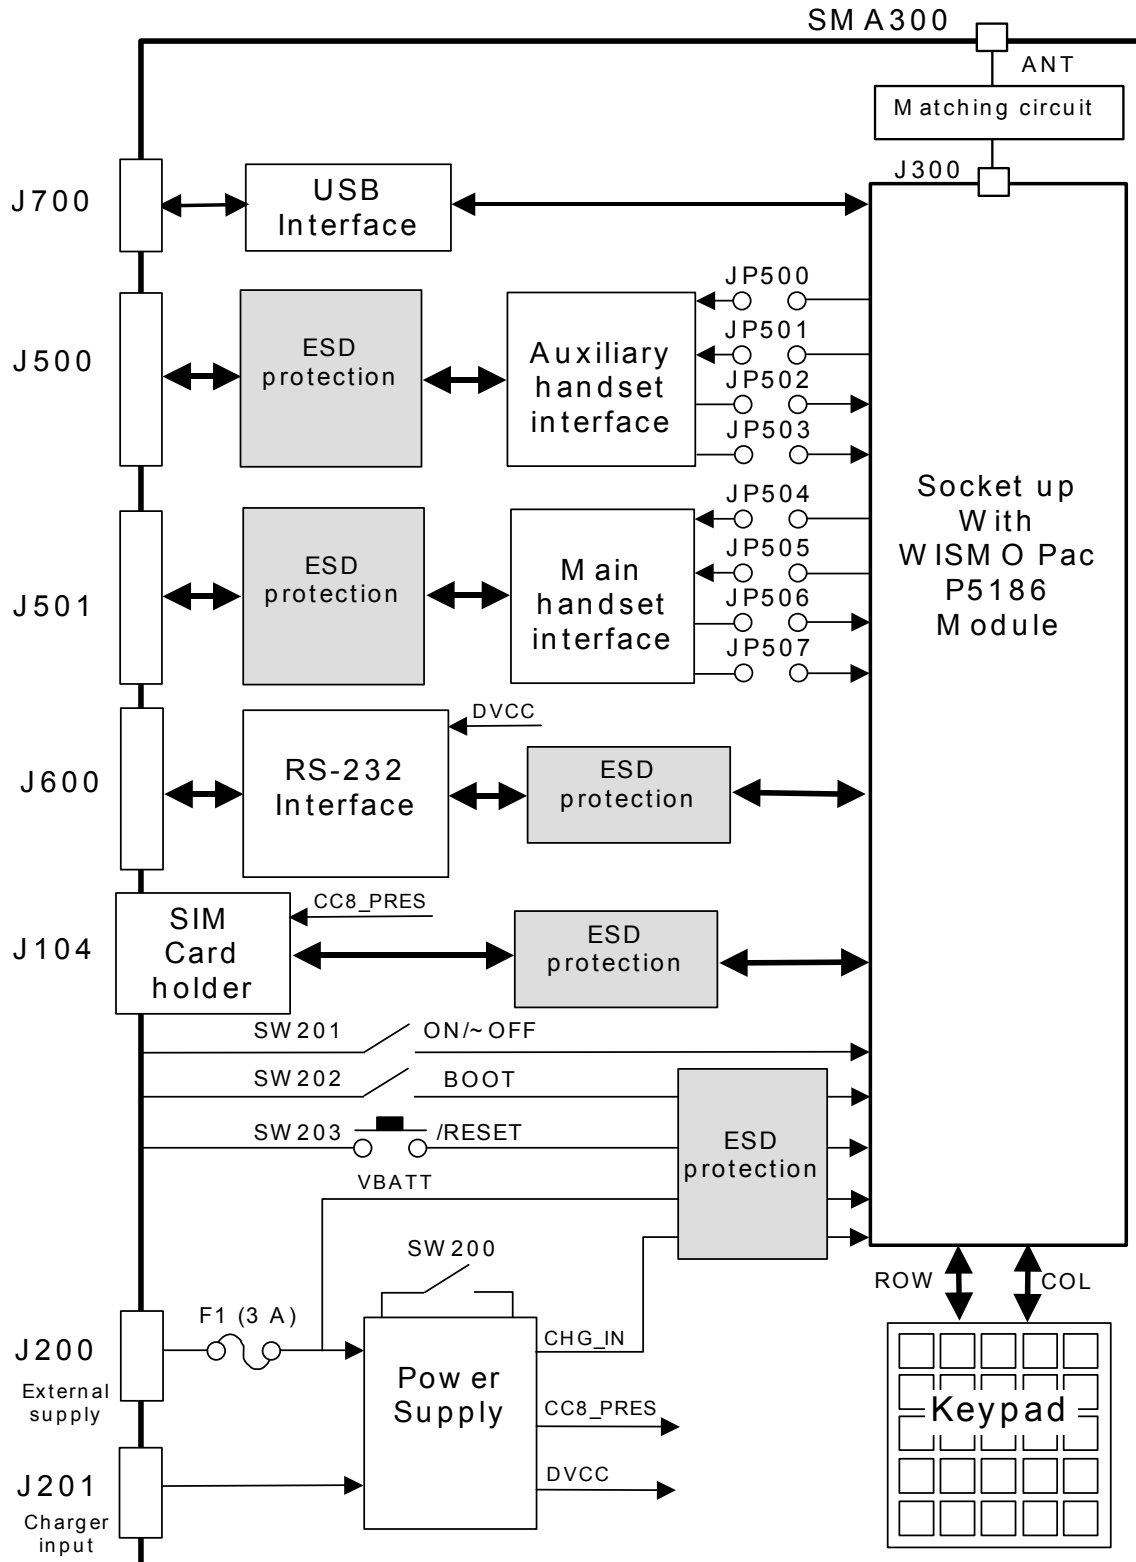 SMA300
ANT
Matching circuit
J300
J700
USB
Interface
JP500
JP501
JP502
JP503
J500
ESD
protection
Auxiliary
handset
interface
Socket up
With
WISMO Pac
P5186
Module
JP504
JP505
JP506
JP507
J501
ESD
protection
Main
handset
interface
DVCC
J600
RS-232
Interface
ESD
protection
CC8_PRES
J104
SIM
Card
holder
ESD
protection
SW201 ON/~OFF
SW202 BOOT
SW203 /RESET
ESD
protection
VBATT
SW200
ROW COL
F1 (3 A)
J200
External
supply
CHG_IN
Power
Supply
CC8_PRES
DVCC
Keypad
J201
Charger
input